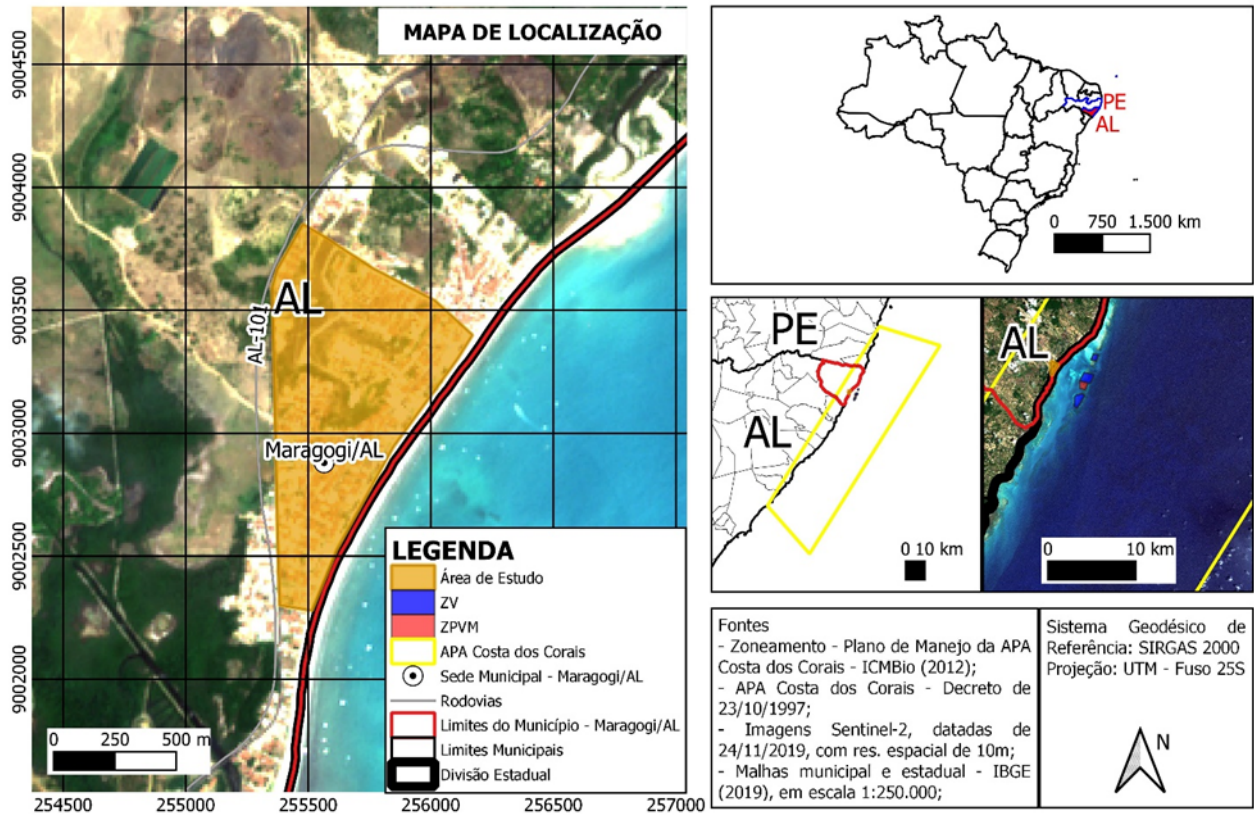 MAPA DE LOCALIZAÇÃO
9004500
9004000
9003500
9003000
9002500
9002000
AL
AL-101
Maragogi/AL
LEGENDA
Área de Estudo
ZV
ZPVM
APA Costa dos Corais
Sede Municipal - Maragogi/AL
Rodovias
Limites do Município - Maragogi/AL
Limites Municipais
Divisão Estadual
0 250 500 m
254500 255000 255500 256000 256500 257000
PE
AL
0 750 1.500 km
PE
AL
0 10 km
AL
0 10 km
Fontes
- Zoneamento - Plano de Manejo da APA
Costa dos Corais - ICMBio (2012);
- APA Costa dos Corais - Decreto de
23/10/1997;
- Imagens Sentinel-2, datadas de
24/11/2019, com res. espacial de 10m;
- Malhas municipal e estadual - IBGE
(2019), em escala 1:250.000;
Sistema Geodésico de
Referência: SIRGAS 2000
Projeção: UTM - Fuso 25S
N